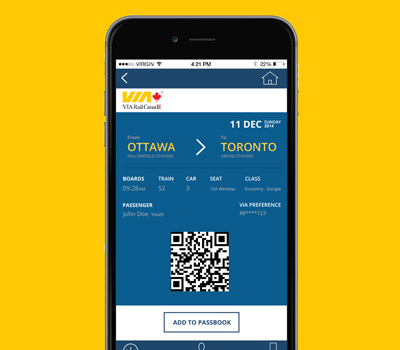 VIRGIN 4:21 PM 22%
VIA
VIA Rail Canada
11 DEC SUNDAY 2014
From To
OTTAWA TORONTO
FALLOWFIELD STATION UNION STATION
BOARDS TRAIN CAR SEAT CLASS
09:28AM 52 3 13A Window Economy - Escape
PASSENGER VIA PREFERENCE
John Doe, Youth 88****123
ADD TO PASSBOOK